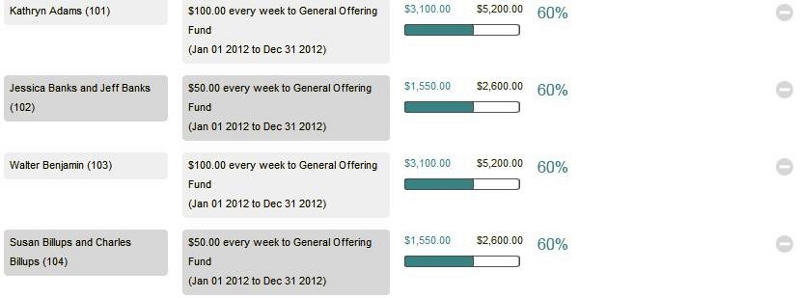 Kathryn Adams (101)
$100.00 every week to General Offering
Fund
(Jan 01 2012 to Dec 31 2012)
$3,100.00 $5,200.00 60%
Jessica Banks and Jeff Banks
(102)
$50.00 every week to General Offering
Fund
(Jan 01 2012 to Dec 31 2012)
$1,550.00 $2,600.00 60%
Walter Benjamin (103)
$100.00 every week to General Offering
Fund
(Jan 01 2012 to Dec 31 2012)
$3,100.00 $5,200.00 60%
Susan Billups and Charles
Billups (104)
$50.00 every week to General Offering
Fund
(Jan 01 2012 to Dec 31 2012)
$1,550.00 $2,600.00 60%